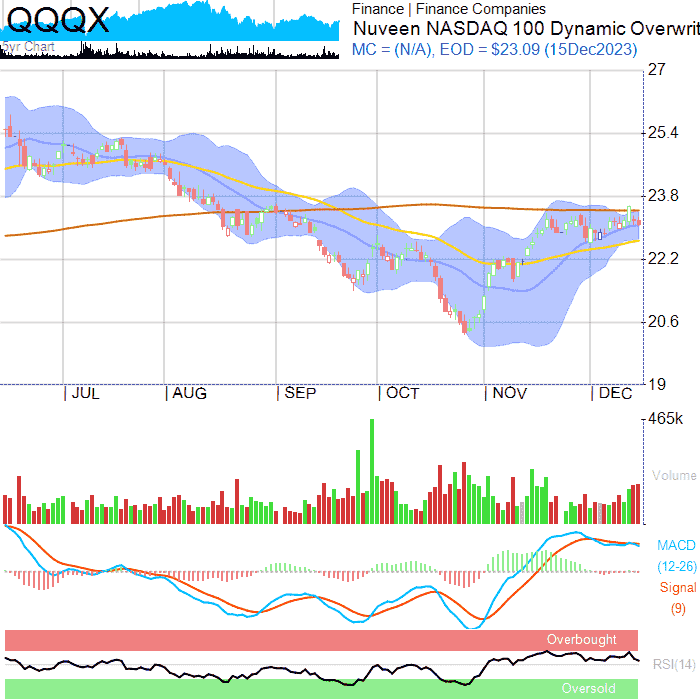 QQQX
5yr Chart
Finance | Finance Companies
Nuveen NASDAQ 100 Dynamic Overwrit
MC = (N/A), EOD = $23.09 (15Dec2023)
27
25.4
23.8
22.2
20.6
19
| JUL | AUG | SEP | OCT | NOV | DEC
465k
Volume
MACD
(12-26)
Signal
(9)
Overbought
RSI(14)
Oversold